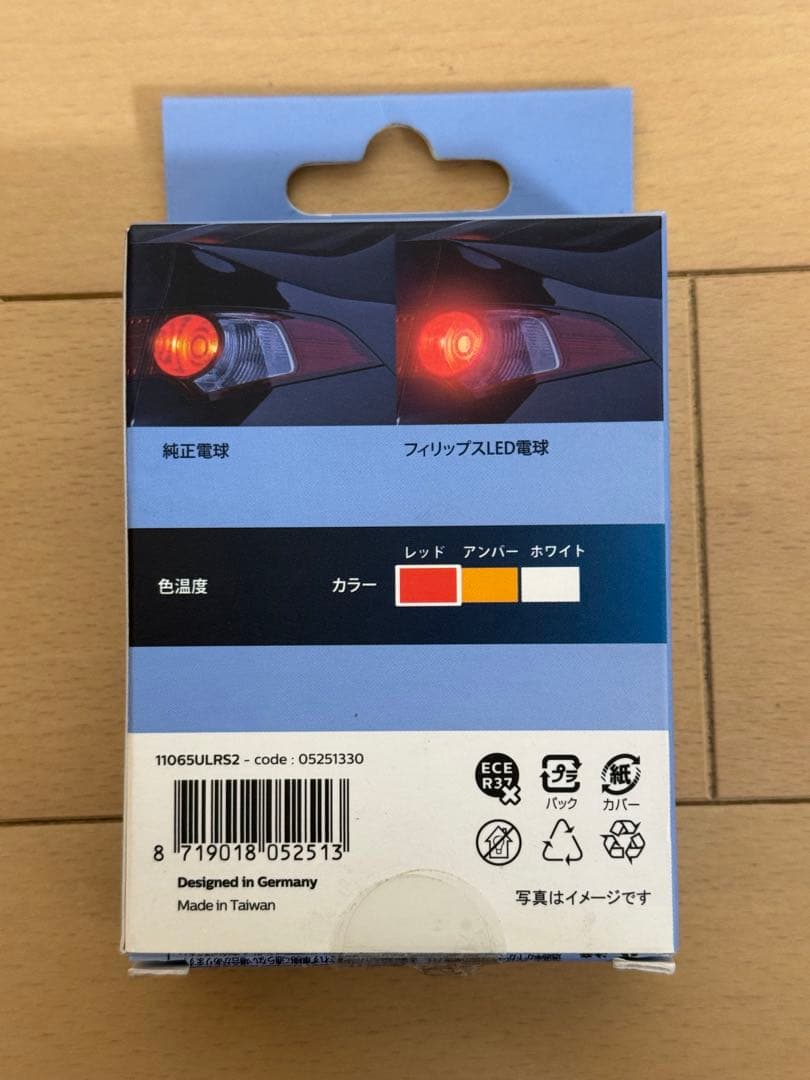 純正電球
フィリップスLED電球
レッド アンバー ホワイト
色温度 カラー
11065ULRS2 - code : 05251330
ECE
R37
プラ
パック
紙
カバー
8 719018 052513
Designed in Germany
Made in Taiwan
写真はイメージです